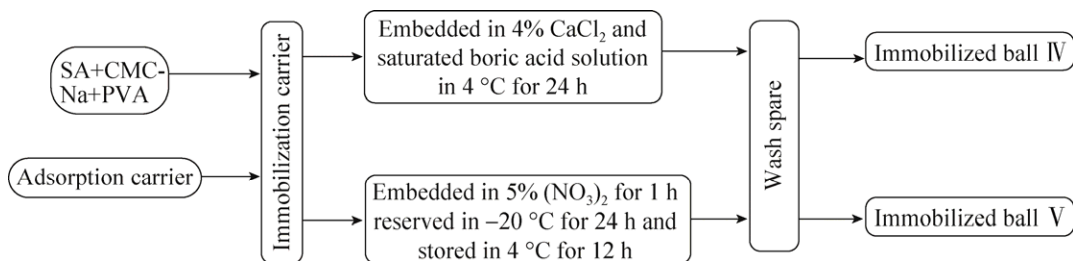 SA+CMC-
Na+PVA
Adsorption carrier
Immobilization carrier
Embedded in 4% CaCl₂ and
saturated boric acid solution
in 4 °C for 24 h
Embedded in 5% (NO₃)₂ for 1 h
reserved in −20 °C for 24 h and
stored in 4 °C for 12 h
Wash spare
Immobilized ball Ⅳ
Immobilized ball Ⅴ